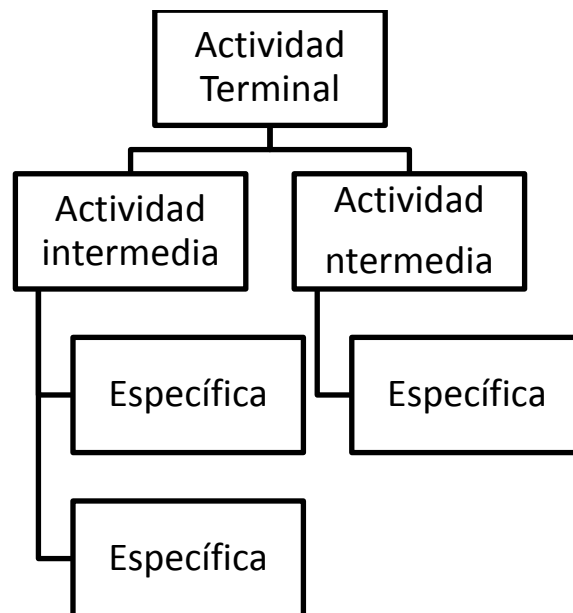 Actividad
Terminal
Actividad
intermedia
Actividad
ntermedia
Específica
Específica
Específica